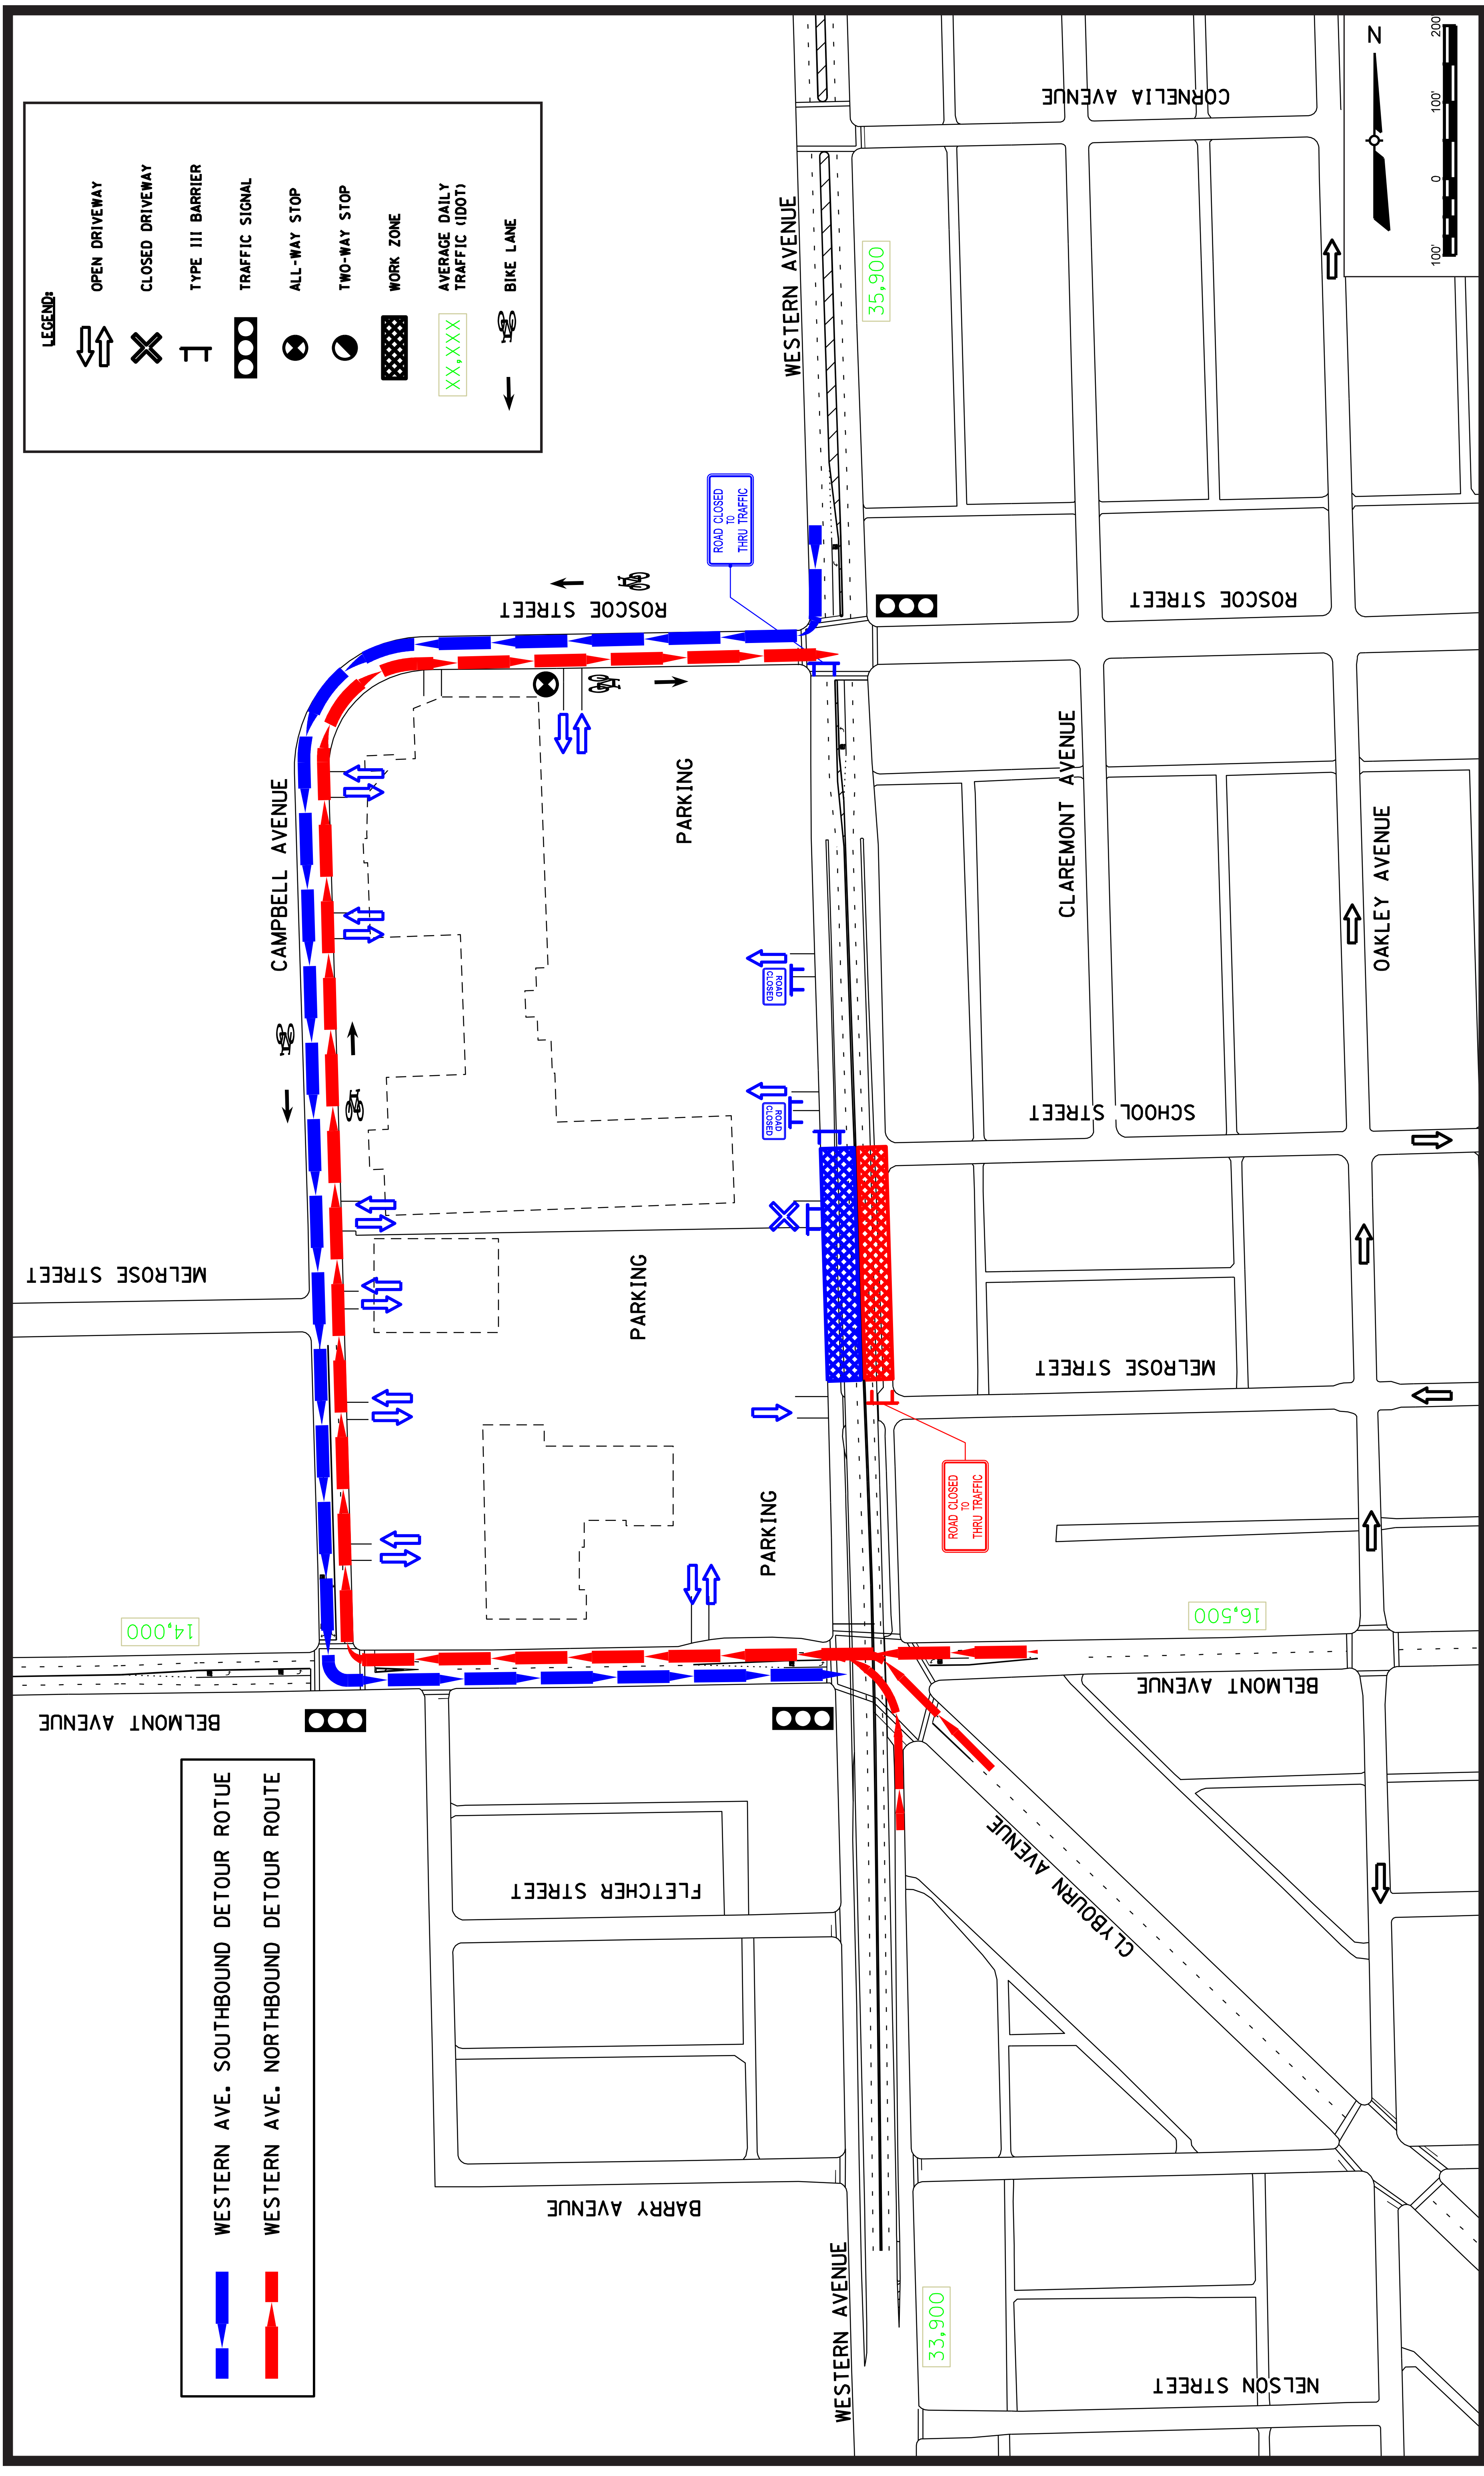 LEGEND:
OPEN DRIVEWAY
CLOSED DRIVEWAY
TYPE III BARRIER
TRAFFIC SIGNAL
ALL-WAY STOP
TWO-WAY STOP
WORK ZONE
XX,XXX
AVERAGE DAILY
TRAFFIC (IDOT)
BIKE LANE
N
100'
0
100'
200
CORNELIA AVENUE
WESTERN AVENUE
35,900
ROAD CLOSED
TO
THRU TRAFFIC
ROSCOE STREET
ROSCOE STREET
CAMPBELL AVENUE
PARKING
CLAREMONT AVENUE
OAKLEY AVENUE
ROAD
CLOSED
ROAD
CLOSED
SCHOOL STREET
MELROSE STREET
PARKING
MELROSE STREET
PARKING
ROAD CLOSED
TO
THRU TRAFFIC
14,000
16,500
BELMONT AVENUE
BELMONT AVENUE
WESTERN AVE. SOUTHBOUND DETOUR ROTUE
WESTERN AVE. NORTHBOUND DETOUR ROUTE
FLETCHER STREET
CLYBOURN AVENUE
BARRY AVENUE
WESTERN AVENUE
33,900
NELSON STREET